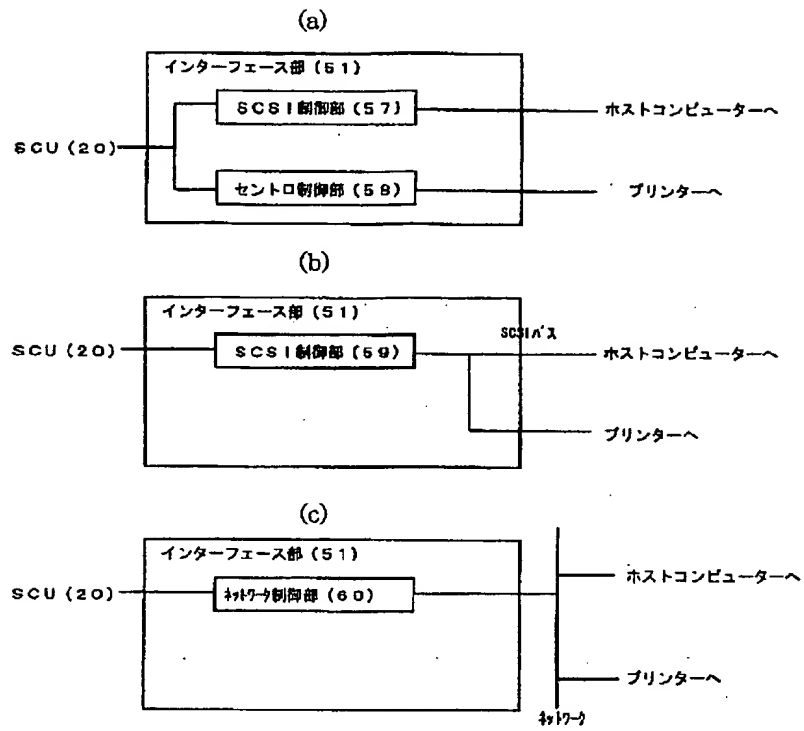 (a)
インターフェース部(51)
SCSI制御部(57)
ホストコンピューターへ
SCU(20)
セントロ制御部(58)
プリンターへ
(b)
インターフェース部(51)
SCSIバス
SCU(20)
SCSI制御部(59)
ホストコンピューターへ
プリンターへ
(c)
インターフェース部(51)
ホストコンピューターへ
SCU(20)
ネットワーク制御部(60)
プリンターへ
ネットワーク